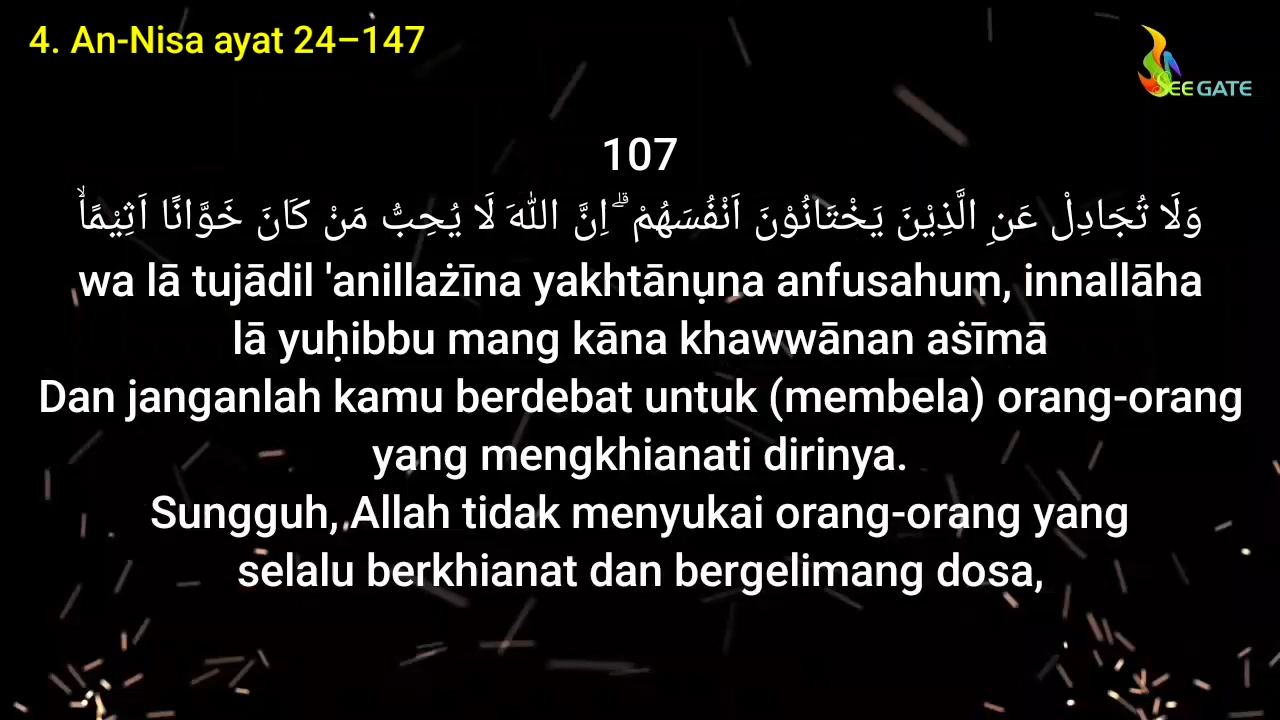 4. An-Nisa ayat 24–147
SEE GATE
107
وَلَا تُجَادِلْ عَنِ الَّذِيْنَ يَخْتَانُوْنَ اَنْفُسَهُمْ ۗاِنَّ اللّٰهَ لَا يُحِبُّ مَنْ كَانَ خَوَّانًا اَثِيْمًاۙ
wa lā tujādil 'anillażīna yakhtānụna anfusahum, innallāha
lā yuḥibbu mang kāna khawwānan aṡīmā
Dan janganlah kamu berdebat untuk (membela) orang-orang
yang mengkhianati dirinya.
Sungguh, Allah tidak menyukai orang-orang yang
selalu berkhianat dan bergelimang dosa,